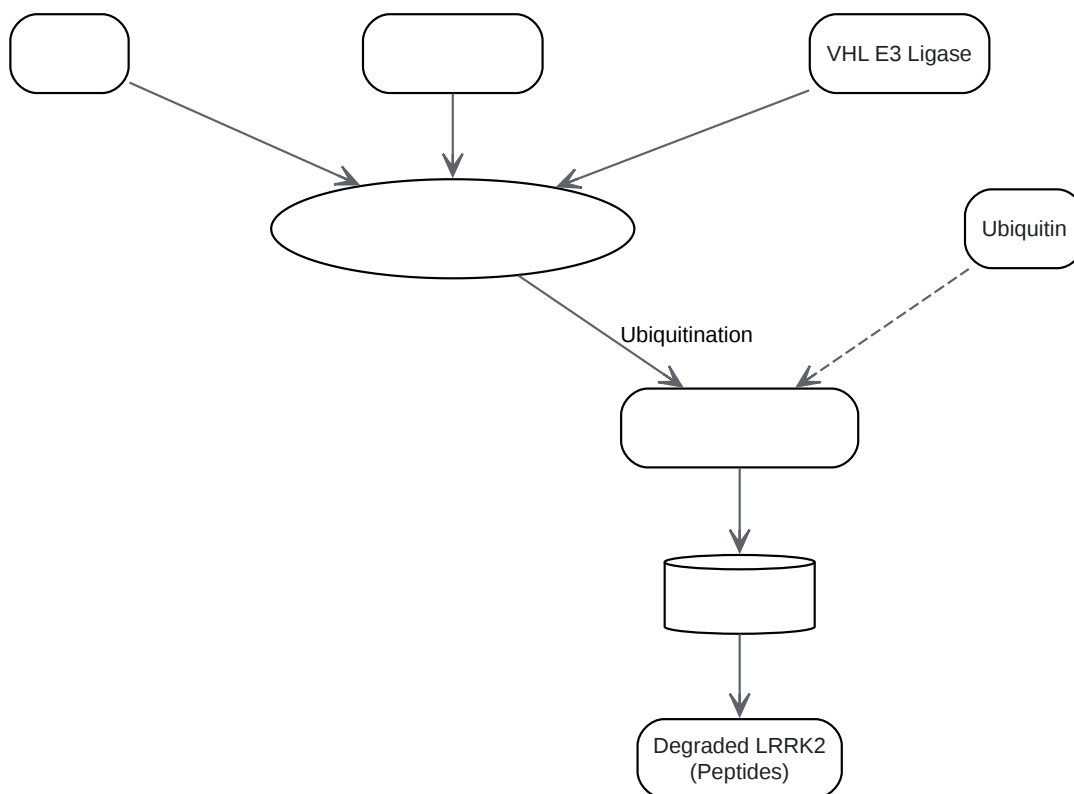 VHL E3 Ligase
Ubiquitin
Ubiquitination
Degraded LRRK2
(Peptides)